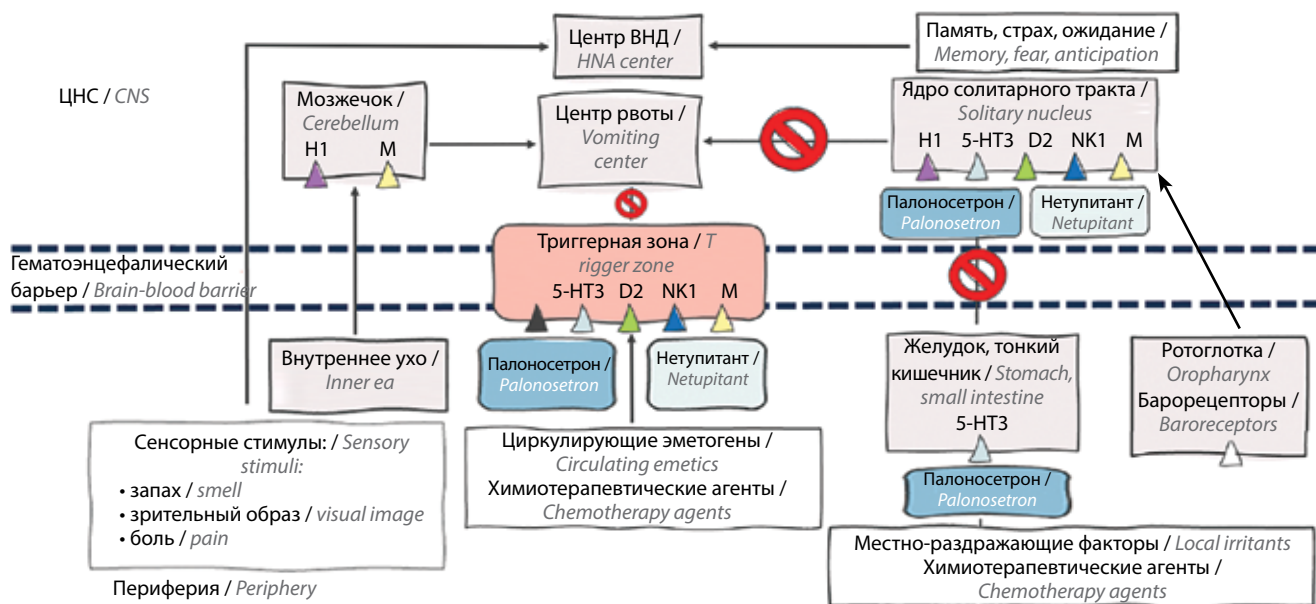 Центр ВНД /
HNA center
Память, страх, ожидание /
Memory, fear, anticipation
ЦНС / CNS
Мозжечок /
Cerebellum
H1 M
Центр рвоты /
Vomiting
center
Ядро солитарного тракта /
Solitary nucleus
H1 5-HT3 D2 NK1 M
Палоносетрон /
Palonosetron
Нетупитант /
Netupitant
Триггерная зона / T
rigger zone
5-HT3 D2 NK1 M
Гематоэнцефалический
барьер / Brain-blood barrier
Внутреннее ухо /
Inner ea
Палоносетрон /
Palonosetron
Нетупитант /
Netupitant
Желудок, тонкий
кишечник / Stomach,
small intestine
5-HT3
Ротоглотка /
Oropharynx
Барорецепторы /
Baroreceptors
Сенсорные стимулы: / Sensory
stimuli:
• запах / smell
• зрительный образ / visual image
• боль / pain
Циркулирующие эметогены /
Circulating emetics
Химиотерапевтические агенты /
Chemotherapy agents
Палоносетрон /
Palonosetron
Местно-раздражающие факторы / Local irritants
Химиотерапевтические агенты /
Chemotherapy agents
Периферия / Periphery